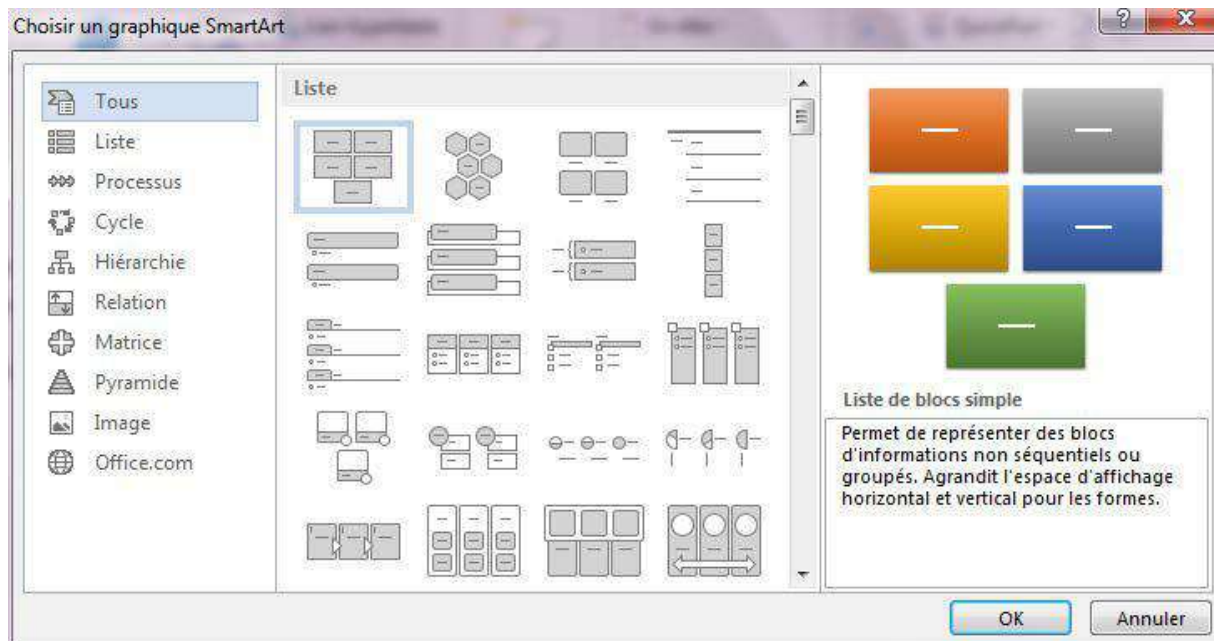 Choisir un graphique SmartArt
?
X
Tous
Liste
Processus
Cycle
Hiérarchie
Relation
Matrice
Pyramide
Image
Office.com
Liste
Liste de blocs simple
Permet de représenter des blocs
d'informations non séquentiels ou
groupés. Agrandit l'espace d'affichage
horizontal et vertical pour les formes.
OK
Annuler